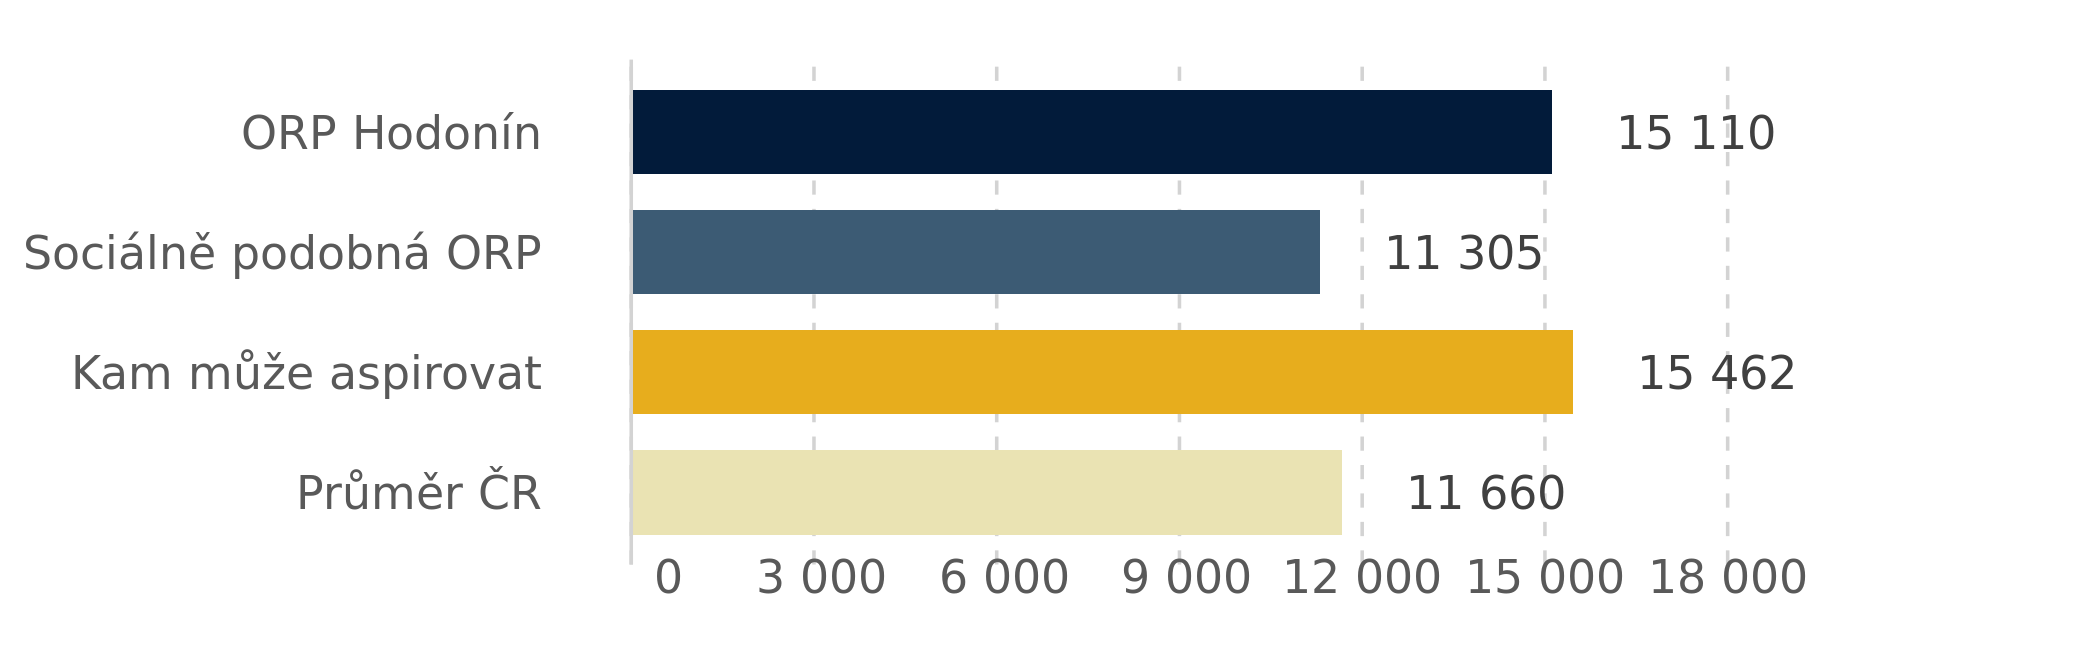 ORP Hodonín 15 110
Sociálně podobná ORP 11 305
Kam může aspirovat 15 462
Průměr ČR 11 660
0 3 000 6 000 9 000 12 000 15 000 18 000